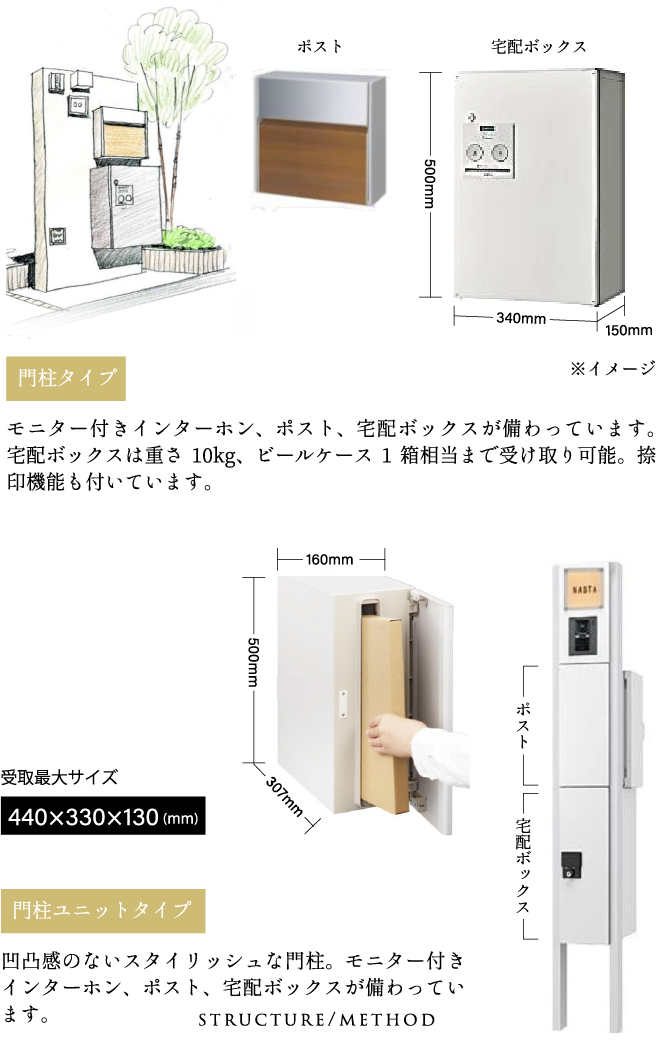 ポスト
宅配ボックス
500mm
340mm
150mm
※イメージ
門柱タイプ
モニター付きインターホン、ポスト、宅配ボックスが備わっています。
宅配ボックスは重さ 10kg、ビールケース 1 箱相当まで受け取り可能。捺
印機能も付いています。
160mm
500mm
307mm
受取最大サイズ
440×330×130(mm)
NASTA
ポスト
宅配ボックス
門柱ユニットタイプ
凹凸感のないスタイリッシュな門柱。モニター付き
インターホン、ポスト、宅配ボックスが備わってい
ます。
STRUCTURE/METHOD